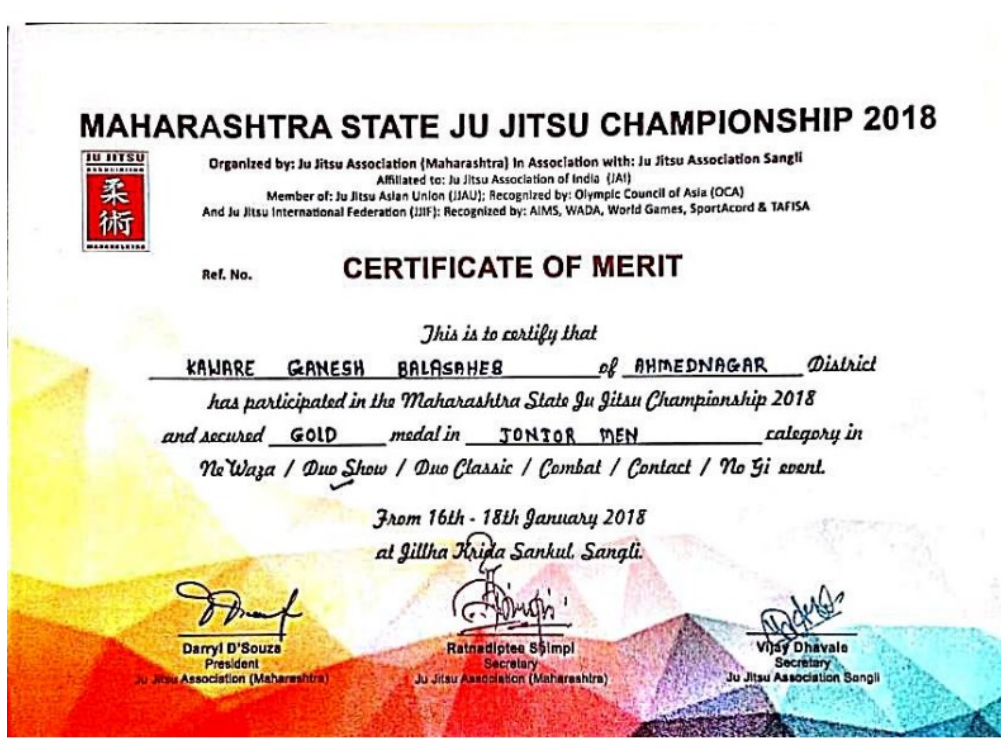 MAHARASHTRA STATE JU JITSU CHAMPIONSHIP 2018
JU JITSU
ASSOCIATION
柔
術
MAHARASHTRA
Organized by: Ju Jitsu Association (Maharashtra) In Association with: Ju Jitsu Association Sangli
Affiliated to: Ju Jitsu Association of India (JAI)
Member of: Ju Jitsu Asian Union (JJAU); Recognized by: Olympic Council of Asia (OCA)
And Ju Jitsu International Federation (JJIF): Recognized by: AIMS, WADA, World Games, SportAcord & TAFISA
Ref. No.
CERTIFICATE OF MERIT
This is to certify that
KAWARE GANESH BALASAHEB of AHMEDNAGAR District
has participated in the Maharashtra State Ju Jitsu Championship 2018
and secured GOLD medal in JONIOR MEN category in
Ne Waza / Duo Show / Duo Classic / Combat / Contact / No Gi event.
From 16th - 18th January 2018
at Jillha Krida Sankul, Sangli.
Darryl D'Souza
President
Ju Jitsu Association (Maharashtra)
Ratnadiptee Shimpi
Secretary
Ju Jitsu Association (Maharashtra)
Vijay Dhavale
Secretary
Ju Jitsu Association Sangli